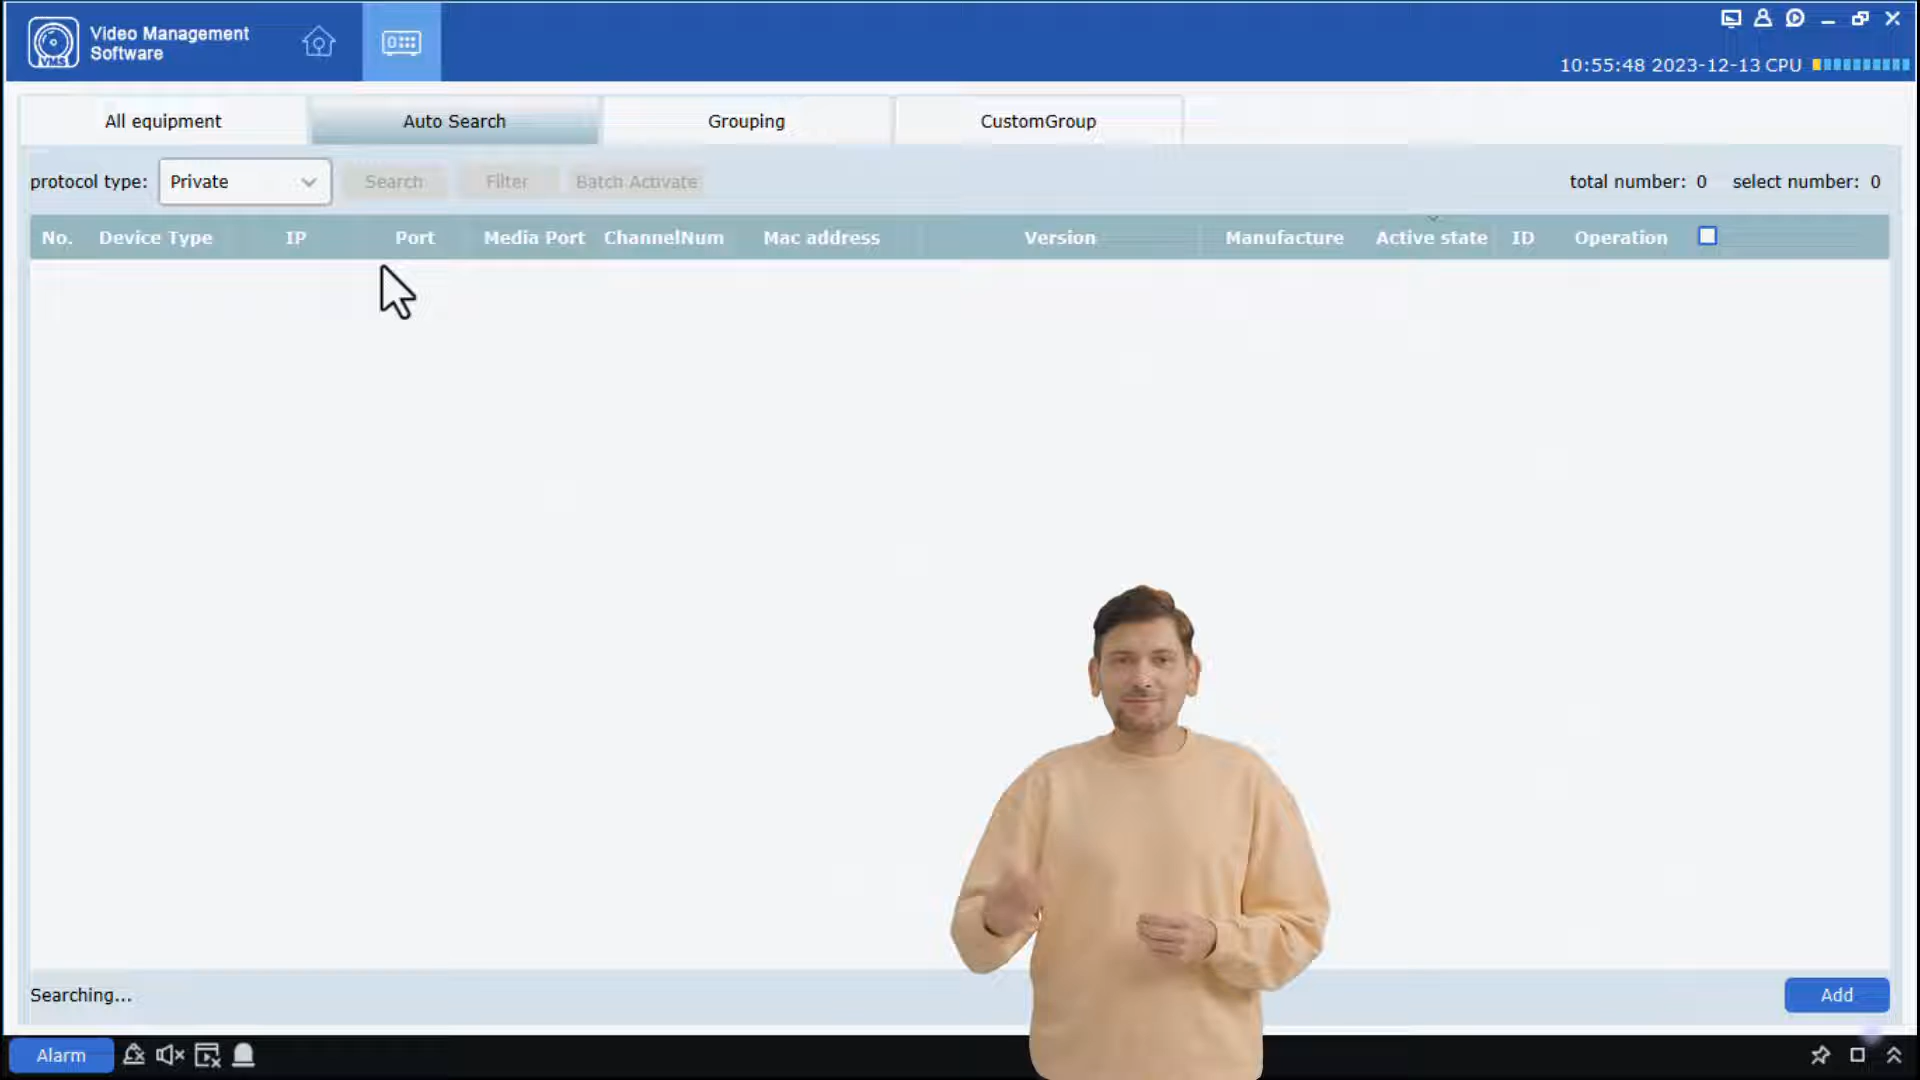 Video Management
Software
VMS
10:55:48 2023-12-13 CPU
All equipment
Auto Search
Grouping
CustomGroup
protocol type: Private
Search
Filter
Batch Activate
total number: 0
select number: 0
No. Device Type IP Port Media Port ChannelNum Mac address Version Manufacture Active state ID Operation
Searching...
Add
Alarm